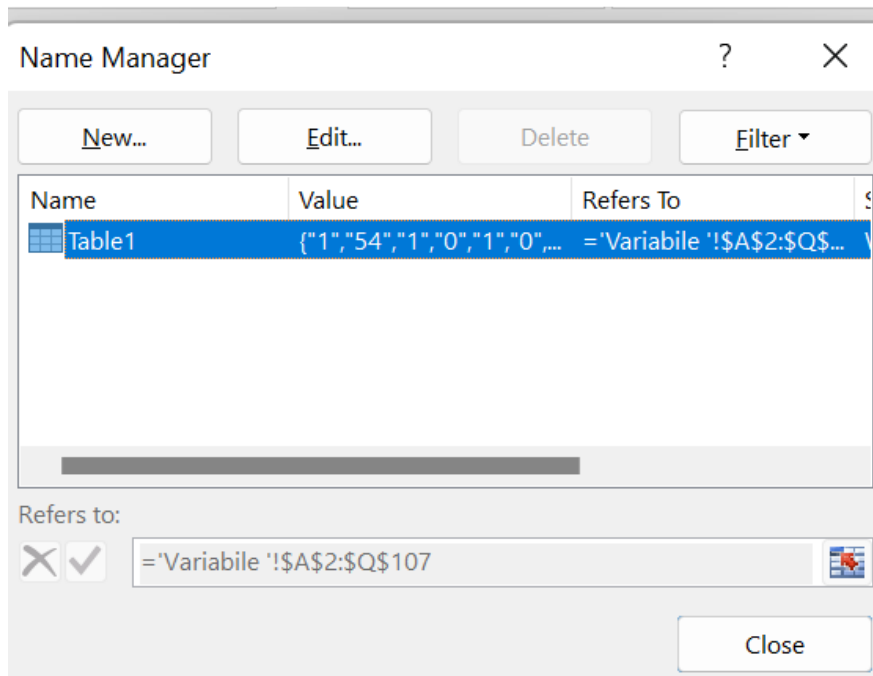 Name Manager ?
New... Edit... Delete Filter
Name Value Refers To
Table1 {"1","54","1","0","1","0",... ='Variabile '!$A$2:$Q$...
Refers to:
='Variabile '!$A$2:$Q$107
Close